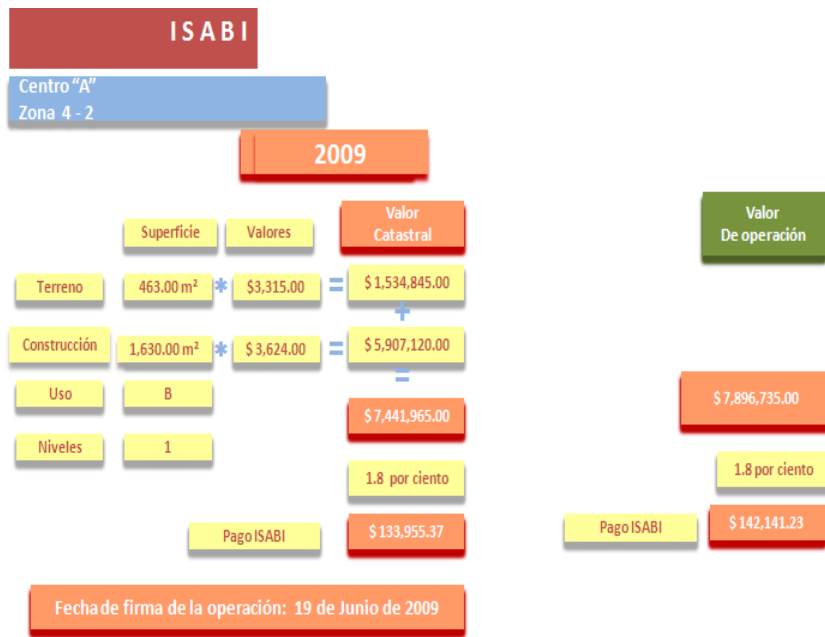 ISABI
Centro "A"
Zona 4 - 2
2009
Superficie Valores Valor Catastral Valor De operación
Terreno 463.00 m² * $3,315.00 = $ 1,534,845.00
+
Construcción 1,630.00 m² * $ 3,624.00 = $ 5,907,120.00
=
Uso B
$ 7,441,965.00 $ 7,896,735.00
Niveles 1
1.8 por ciento 1.8 por ciento
Pago ISABI $ 133,955.37 Pago ISABI $ 142,141.23
Fecha de firma de la operación: 19 de Junio de 2009